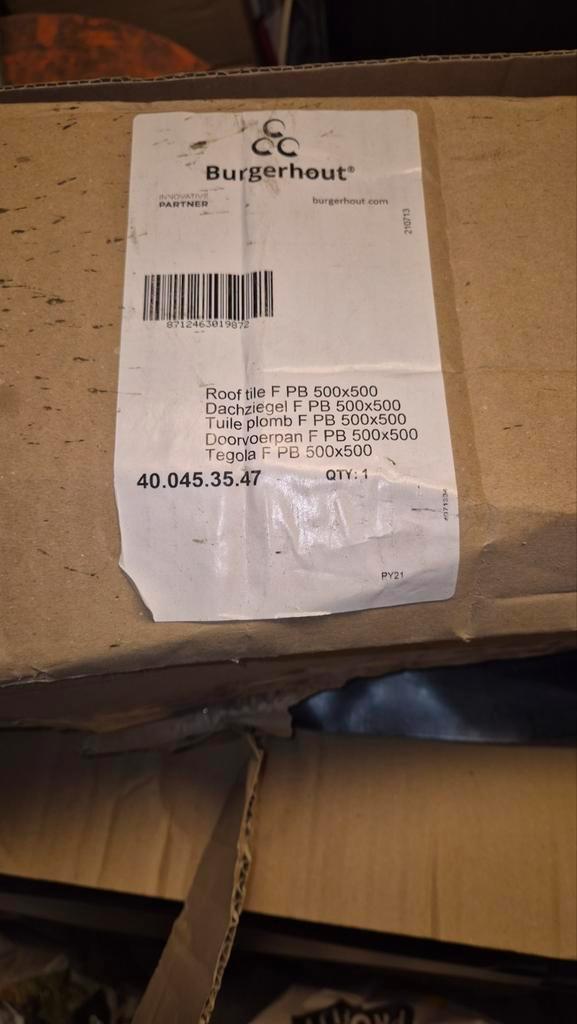 Burgerhout®
INNOVATIVE
PARTNER
burgerhout.com
210713
8712463019872
Roof tile F PB 500x500
Dachziegel F PB 500x500
Tuile plomb F PB 500x500
Doorvoerpan F PB 500x500
Tegola F PB 500x500
40.045.35.47
QTY: 1
PY21